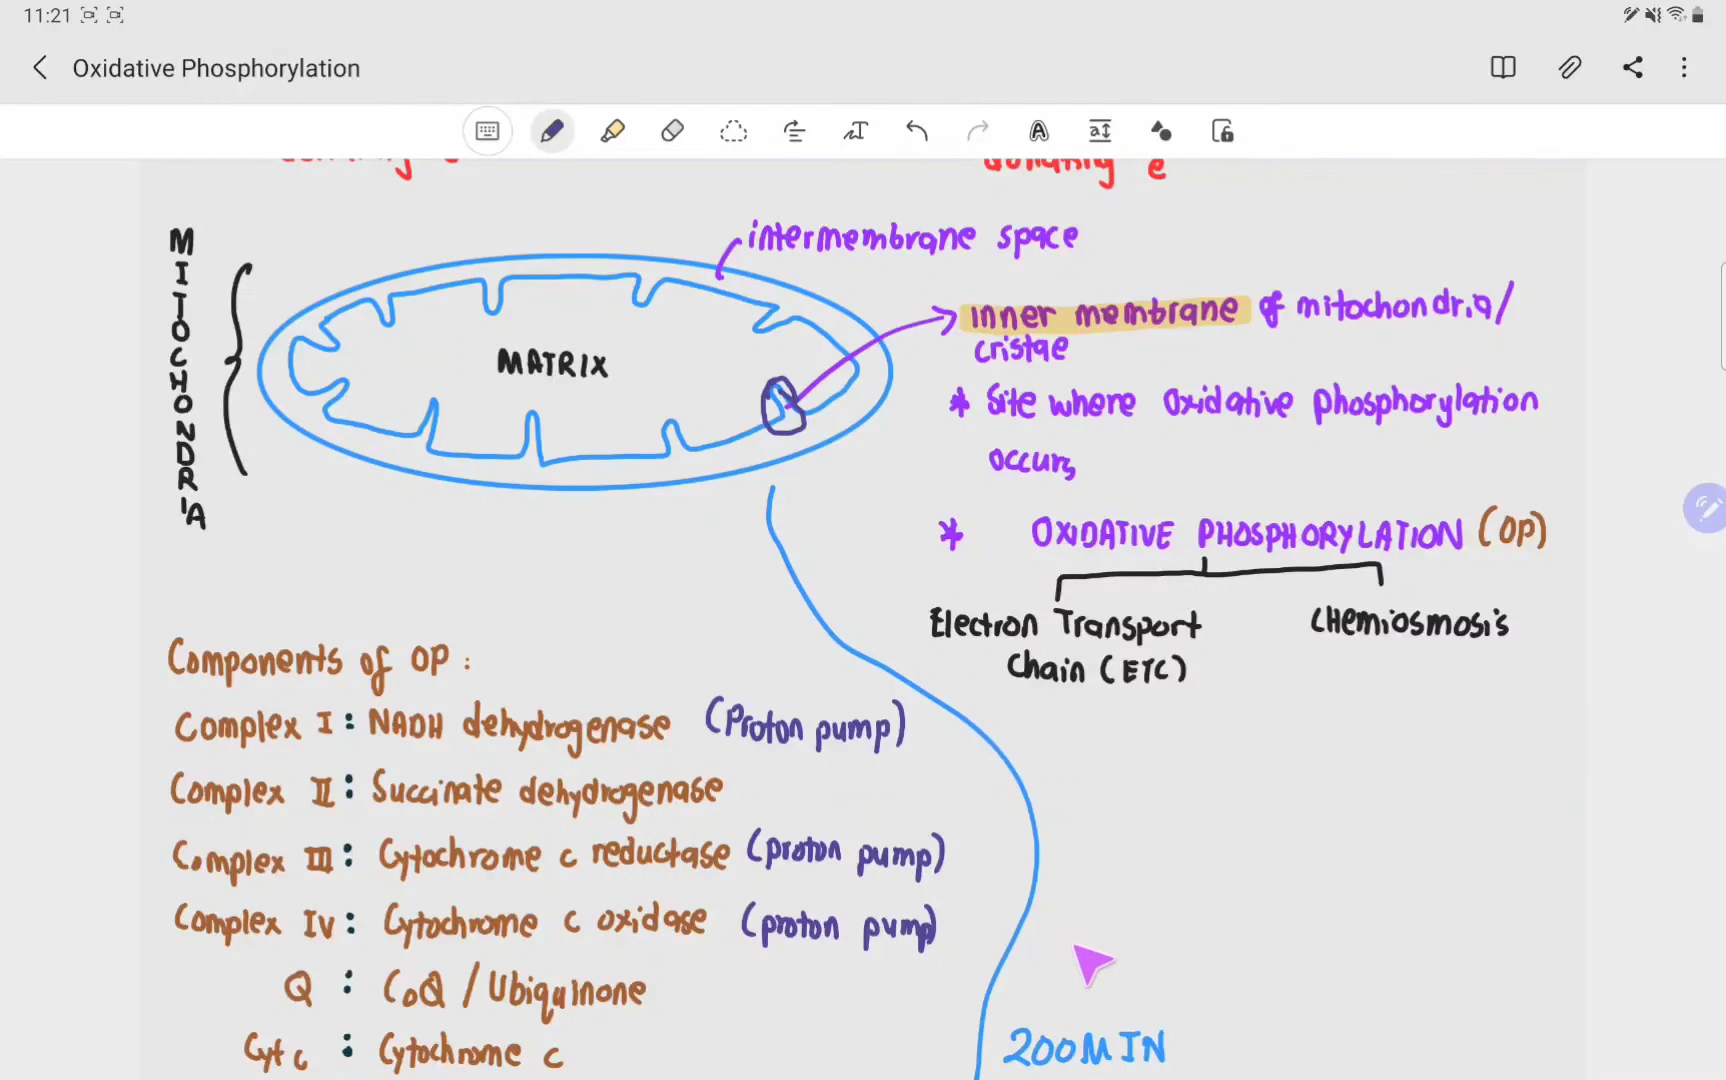 11:21
Oxidative Phosphorylation
intermembrane space
MITOCHONDRIA
MATRIX
inner membrane of mitochondria/
cristae
* Site where oxidative phosphorylation
occurs
* OXIDATIVE PHOSPHORYLATION (OP)
Electron Transport
Chain (ETC)
Chemiosmosis
Components of OP :
Complex I : NADH dehydrogenase (Proton pump)
Complex II : Succinate dehydrogenase
Complex III : Cytochrome c reductase (proton pump)
Complex IV : Cytochrome c oxidase (proton pump)
Q : CoQ / Ubiquinone
Cyt c : Cytochrome c
200MIN